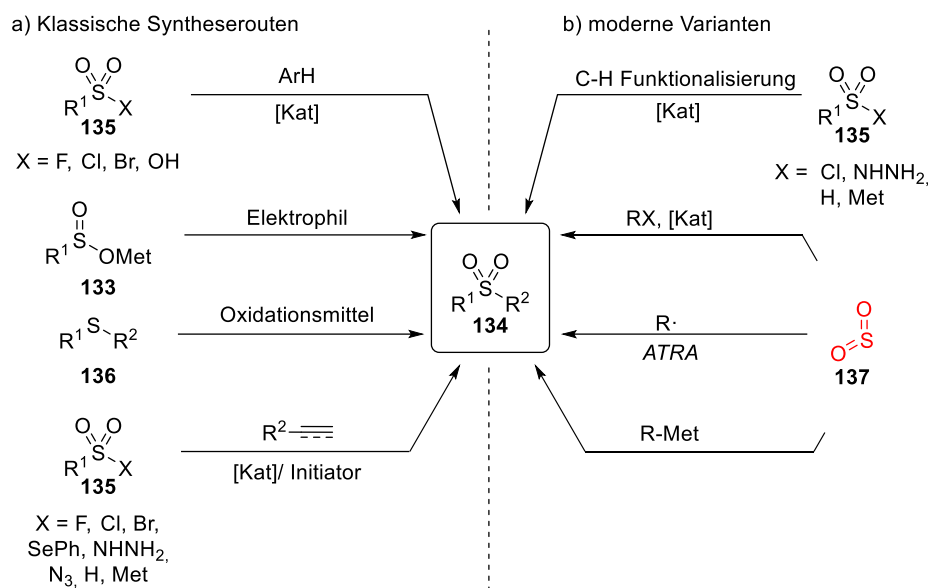 a) Klassische Syntheserouten
b) moderne Varianten
O O
S
R¹ X
135
X = F, Cl, Br, OH
ArH
[Kat]
C-H Funktionalisierung
[Kat]
O O
S
R¹ X
135
X = Cl, NHNH₂,
H, Met
O
S
R¹ OMet
133
Elektrophil
RX, [Kat]
O O
S
R¹ R²
134
S
R¹ R²
136
Oxidationsmittel
R·
ATRA
O
S
O
137
O O
S
R¹ X
135
X = F, Cl, Br,
SePh, NHNH₂,
N₃, H, Met
R²
[Kat]/ Initiator
R-Met